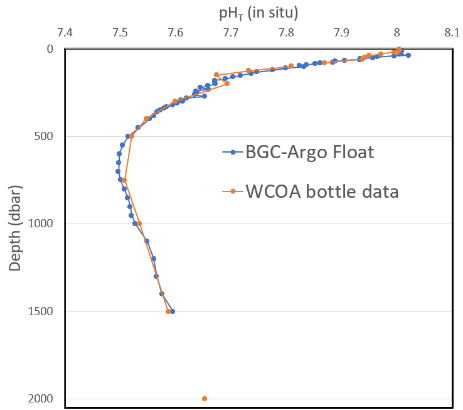 pH_T (in situ)
7.4 7.5 7.6 7.7 7.8 7.9 8 8.1
0
500
BGC-Argo Float
WCOA bottle data
1000
1500
2000
Depth (dbar)